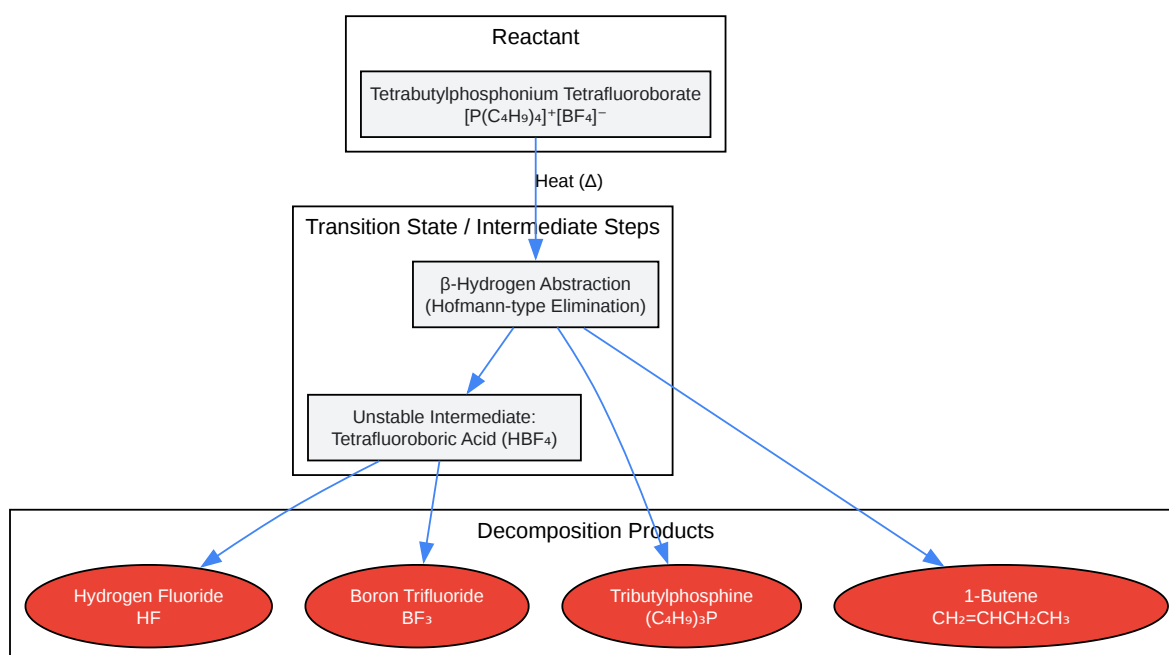 Reactant
Tetrabutylphosphonium Tetrafluoroborate
[P(C₄H₉)₄]⁺[BF₄]⁻
Heat (Δ)
Transition State / Intermediate Steps
β-Hydrogen Abstraction
(Hofmann-type Elimination)
Unstable Intermediate:
Tetrafluoroboric Acid (HBF₄)
Decomposition Products
Hydrogen Fluoride
HF
Boron Trifluoride
BF₃
Tributylphosphine
(C₄H₉)₃P
1-Butene
CH₂=CHCH₂CH₃